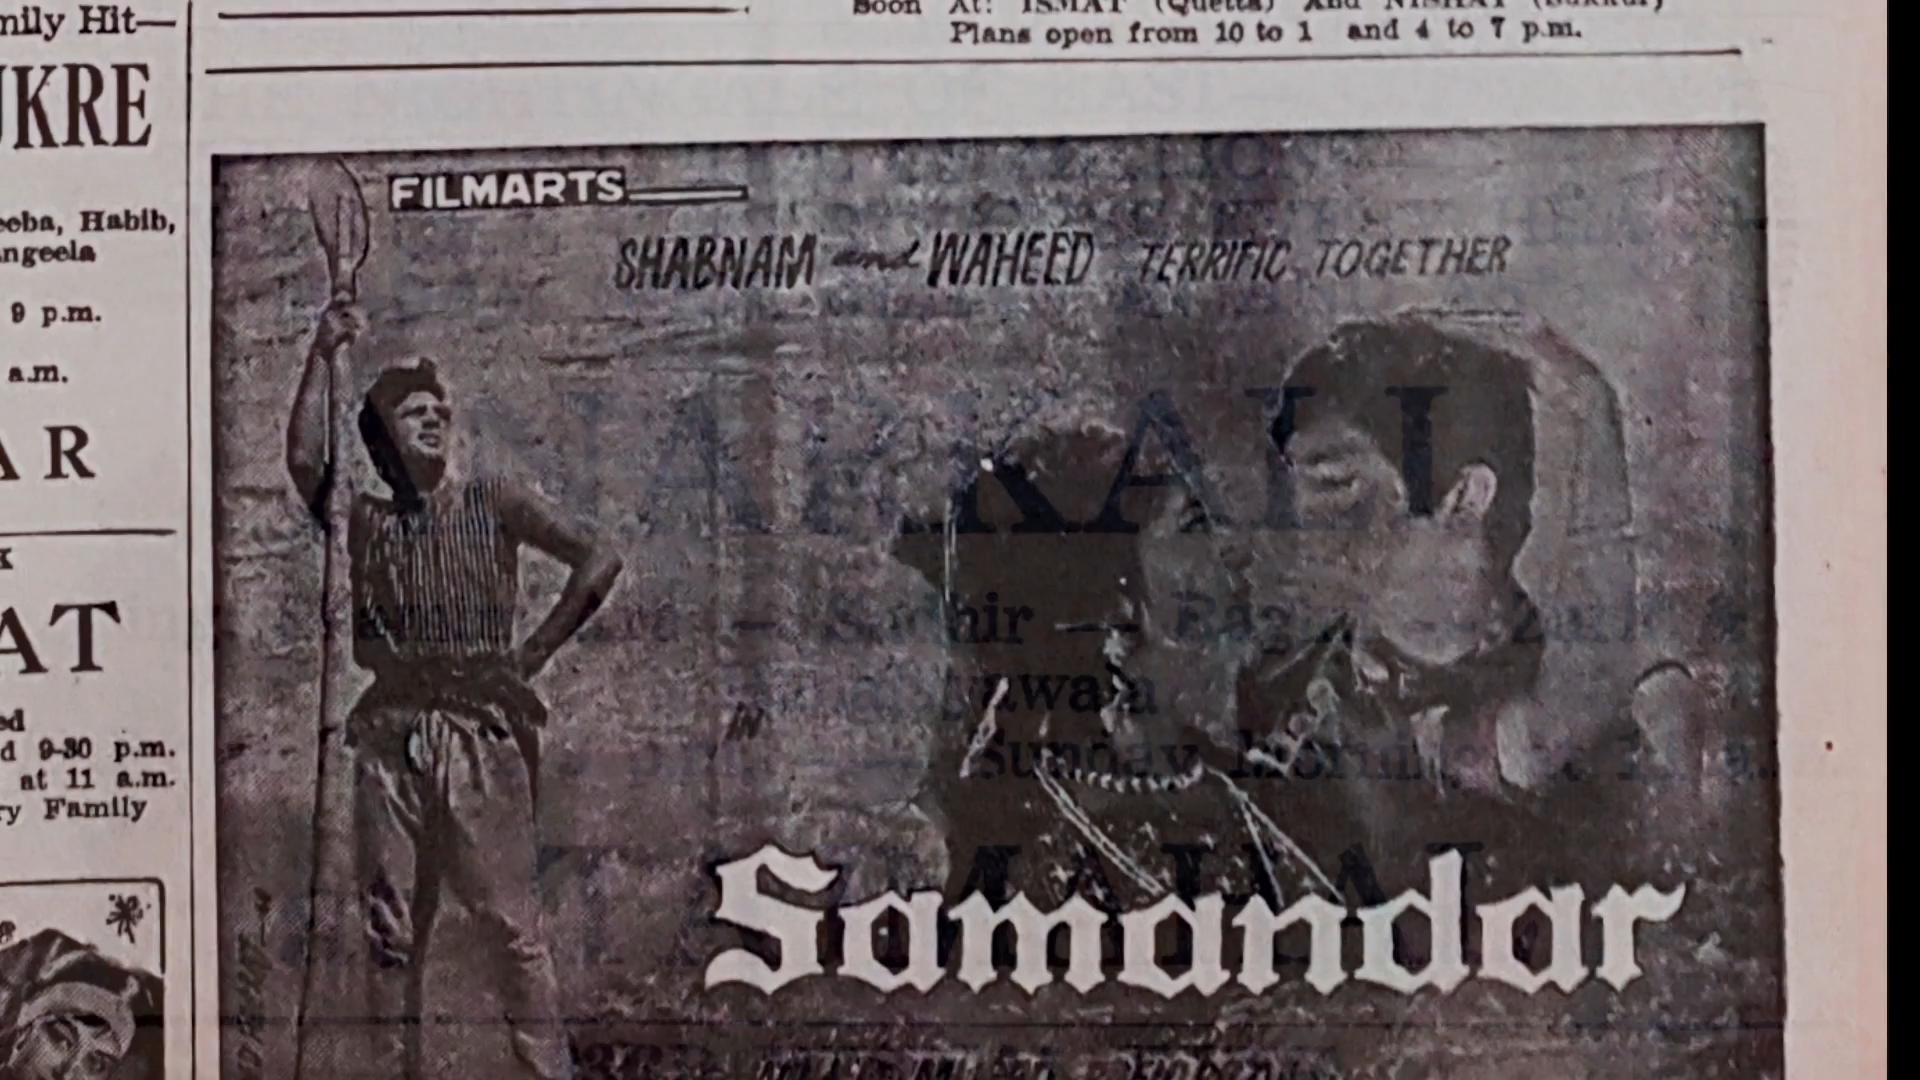 mily Hit—
UKRE
eeba, Habib,
angeela
9 p.m.
a.m.
AR
AT
ed
d 9-30 p.m.
at 11 a.m.
ry Family
Soon At: ISMAT (Quetta) And NISHAT (Sukkur)
Plans open from 10 to 1 and 4 to 7 p.m.
FILMARTS
SHABNAM and WAHEED TERRIFIC TOGETHER
IN
Samandar